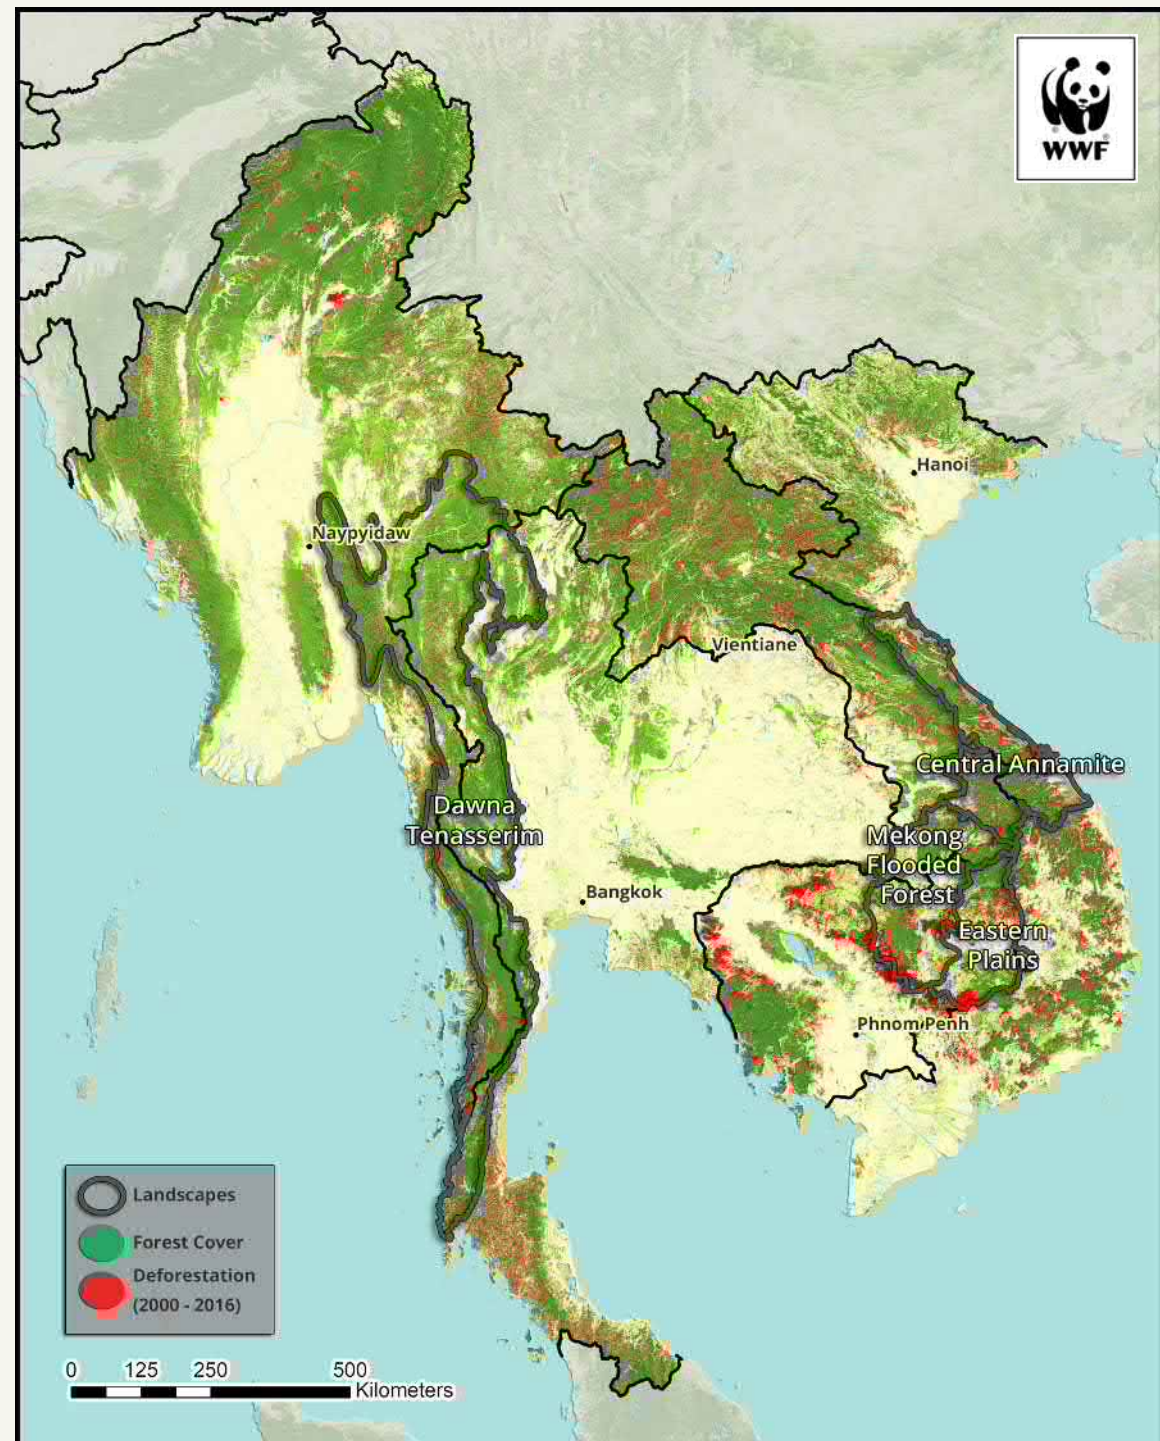 WWF
Hanoi
Naypyidaw
Vientiane
Central Annamite
Dawna
Tenasserim
Mekong
Flooded
Forest
Bangkok
Eastern
Plains
Phnom Penh
Landscapes
Forest Cover
Deforestation
(2000 - 2016)
0 125 250 500
Kilometers